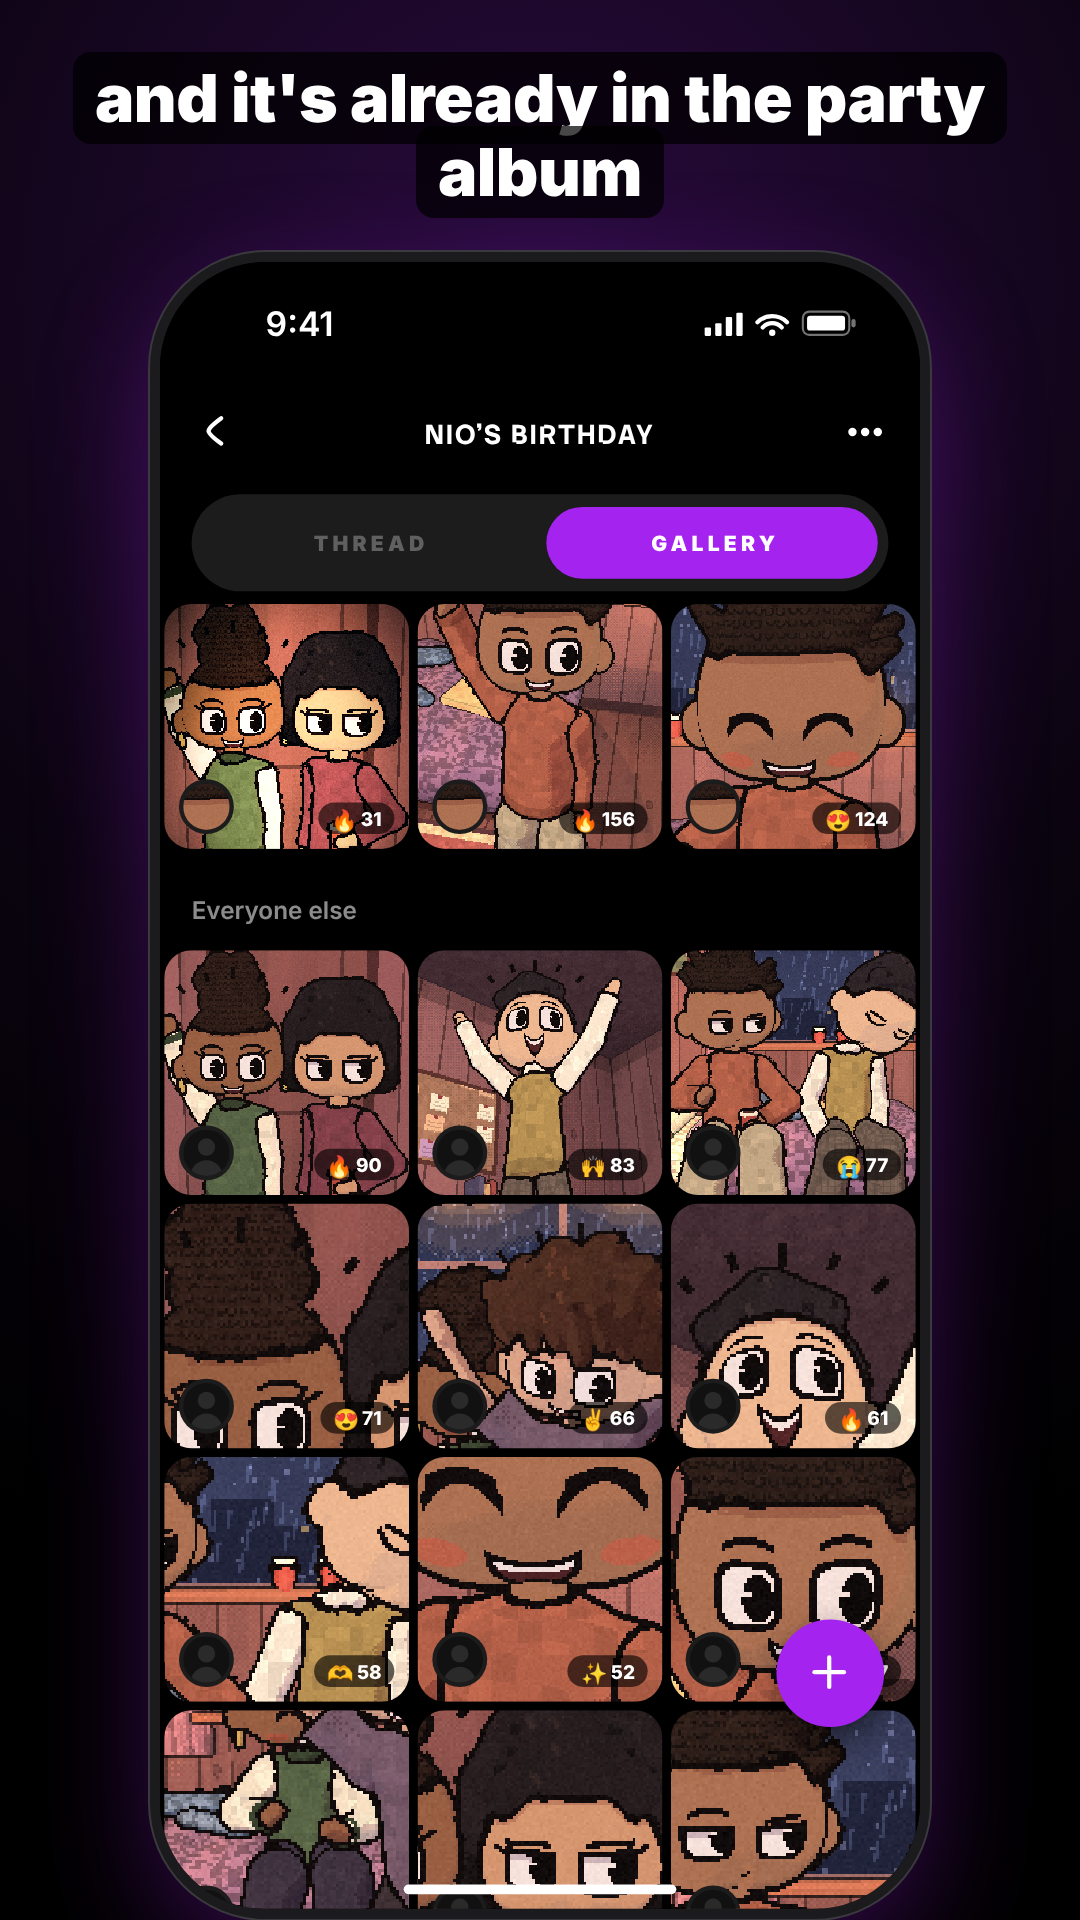 and it's already in the party
album
9:41
NIO'S BIRTHDAY
THREAD
GALLERY
🔥 31
🔥 156
😍 124
Everyone else
🔥 90
🙌 83
😭 77
😍 71
✌️ 66
🔥 61
🫶 58
✨ 52